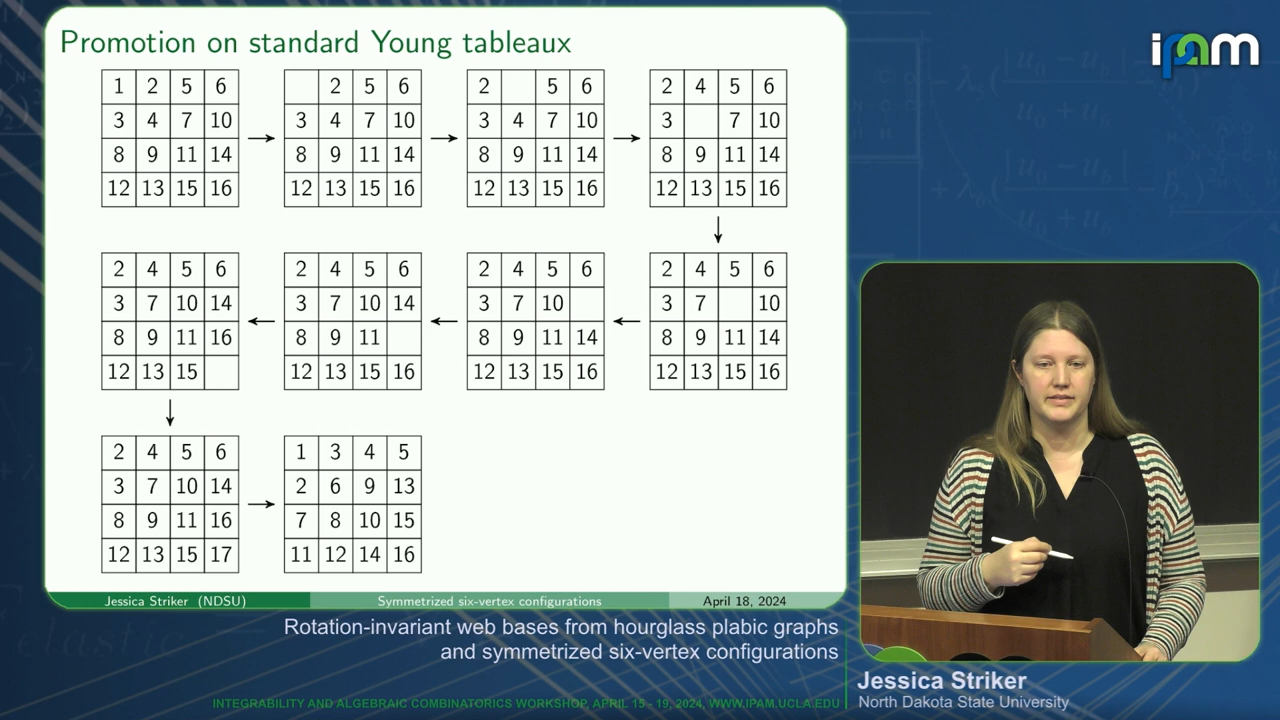 Promotion on standard Young tableaux
1 2 5 6
3 4 7 10
8 9 11 14
12 13 15 16
→
2 5 6
3 4 7 10
8 9 11 14
12 13 15 16
→
2 5 6
3 4 7 10
8 9 11 14
12 13 15 16
→
2 4 5 6
3 7 10
8 9 11 14
12 13 15 16
↓
2 4 5 6
3 7 10 14
8 9 11 16
12 13 15
←
2 4 5 6
3 7 10 14
8 9 11
12 13 15 16
←
2 4 5 6
3 7 10
8 9 11 14
12 13 15 16
←
2 4 5 6
3 7 10
8 9 11 14
12 13 15 16
↓
2 4 5 6
3 7 10 14
8 9 11 16
12 13 15 17
→
1 3 4 5
2 6 9 13
7 8 10 15
11 12 14 16
Jessica Striker (NDSU) Symmetrized six-vertex configurations April 18, 2024
ipam
Rotation-invariant web bases from hourglass plabic graphs
and symmetrized six-vertex configurations
Jessica Striker
North Dakota State University
INTEGRABILITY AND ALGEBRAIC COMBINATORICS WORKSHOP, APRIL 15 - 19, 2024, WWW.IPAM.UCLA.EDU